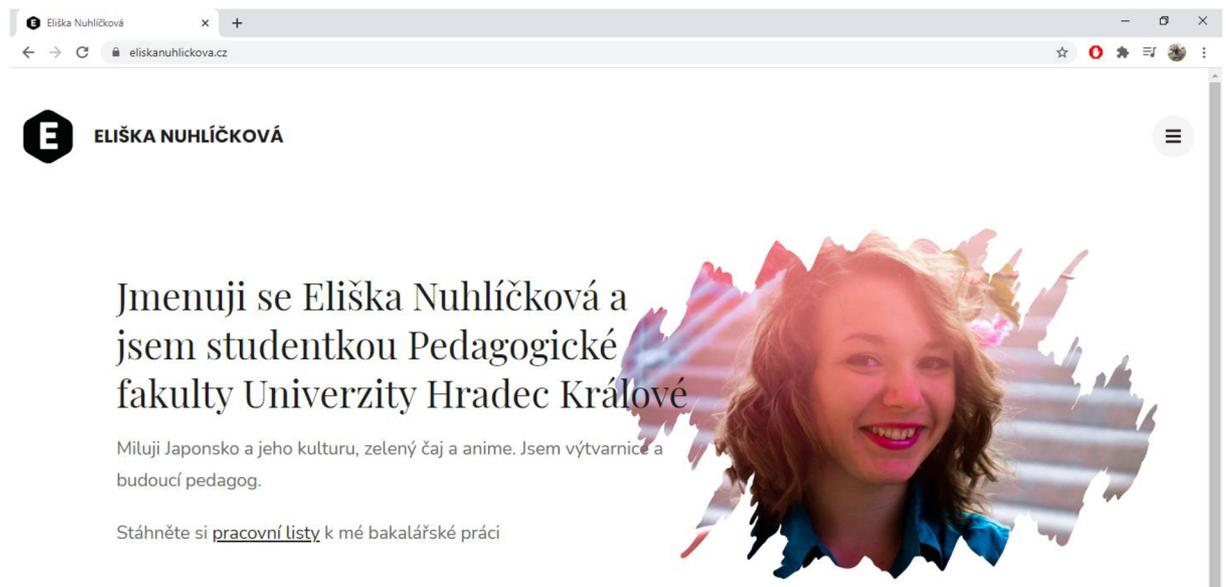 Eliška Nuhlíčková
eliskanuhlickova.cz
E ELIŠKA NUHLÍČKOVÁ
Jmenuji se Eliška Nuhlíčková a
jsem studentkou Pedagogické
fakulty Univerzity Hradec Králové
Miluji Japonsko a jeho kulturu, zelený čaj a anime. Jsem výtvarnice a
budoucí pedagog.
Stáhněte si pracovní listy k mé bakalářské práci